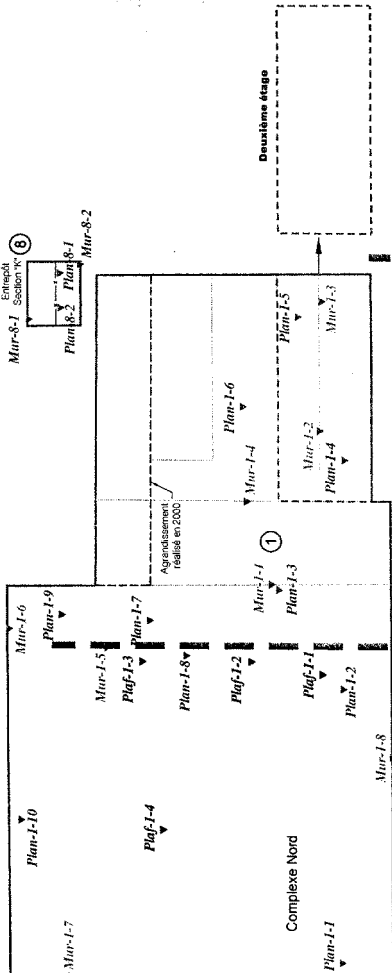 Deuxième étage
Entrepôt
Section "K"
8
Mur-8-1
Plan-8-2
Plan-8-1
Mur-8-2
Plan-1-5
Mur-1-3
Plan-1-6
Mur-1-4
Mur-1-2
Plan-1-4
Agrandissement
réalisé en 2000
1
Mur-1-1
Plan-1-3
Mur-1-6
Plan-1-9
Plan-1-7
Mur-1-5
Plaf-1-3
Plan-1-8
Plaf-1-2
Plaf-1-1
Plan-1-2
Mur-1-8
Plan-1-10
Plaf-1-4
Complexe Nord
Mur-1-7
Plan-1-1